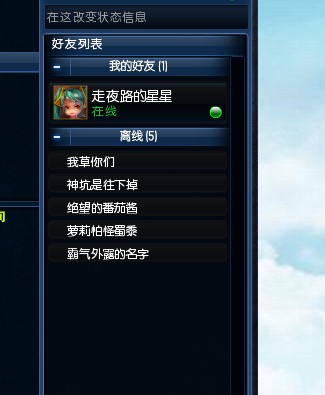 在这改变状态信息
好友列表
我的好友 (1)
走夜路的星星
在线
离线 (5)
我草你们
神坑是往下掉
绝望的番茄酱
萝莉怕怪蜀黍
霸气外露的名字